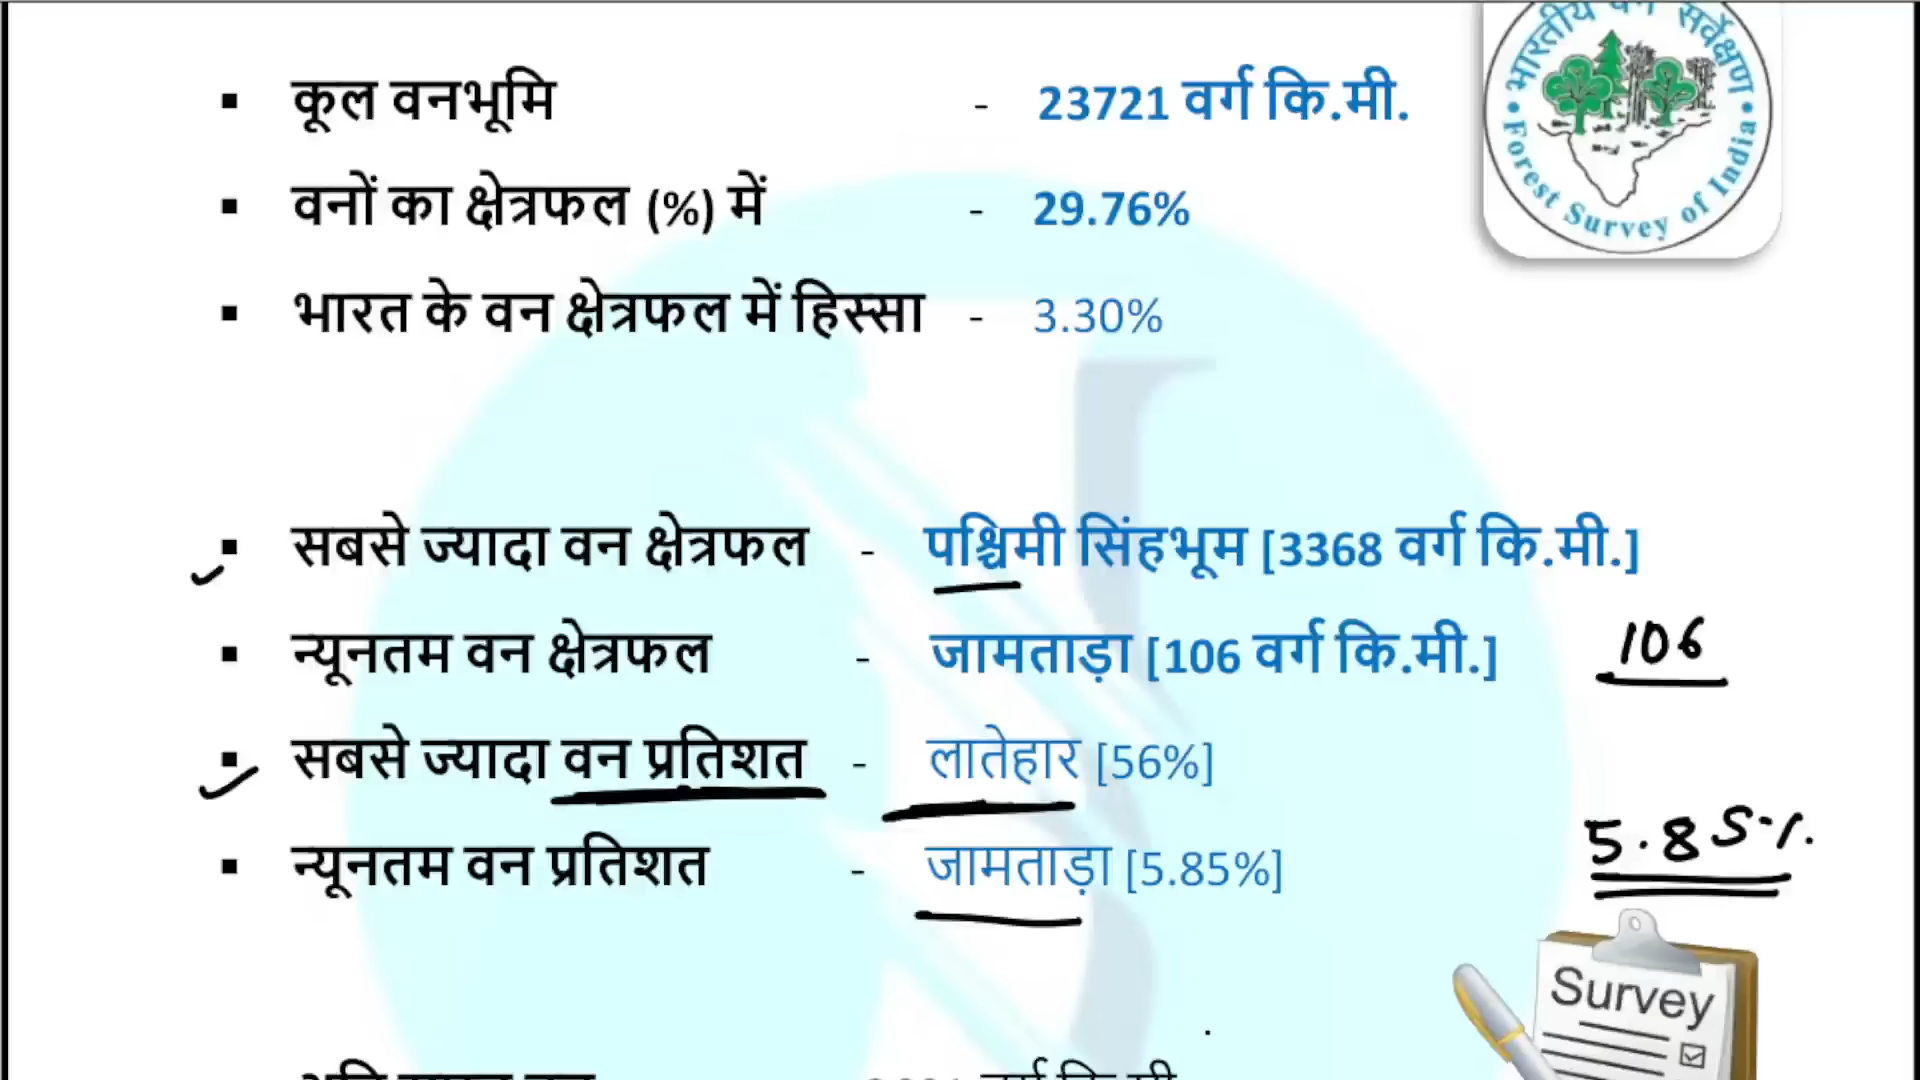 भारतीय वन सर्वेक्षण
Forest Survey of India
▪ कूल वनभूमि - 23721 वर्ग कि.मी.
▪ वनों का क्षेत्रफल (%) में - 29.76%
▪ भारत के वन क्षेत्रफल में हिस्सा - 3.30%
▪ सबसे ज्यादा वन क्षेत्रफल - पश्चिमी सिंहभूम [3368 वर्ग कि.मी.]
▪ न्यूनतम वन क्षेत्रफल - जामताड़ा [106 वर्ग कि.मी.] 106
▪ सबसे ज्यादा वन प्रतिशत - लातेहार [56%]
▪ न्यूनतम वन प्रतिशत - जामताड़ा [5.85%] 5.85%
Survey
वर्ग कि.मी